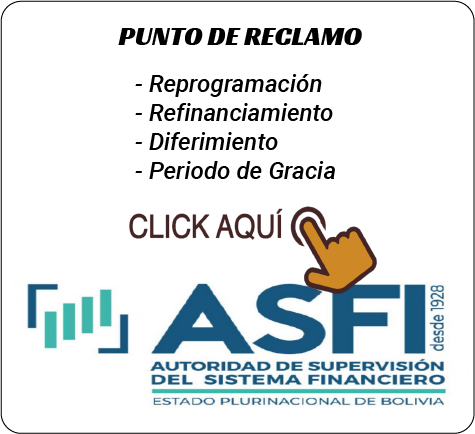 PUNTO DE RECLAMO
- Reprogramación
- Refinanciamiento
- Diferimiento
- Periodo de Gracia
CLICK AQUÍ
ASFI
desde 1928
AUTORIDAD DE SUPERVISIÓN
DEL SISTEMA FINANCIERO
ESTADO PLURINACIONAL DE BOLIVIA